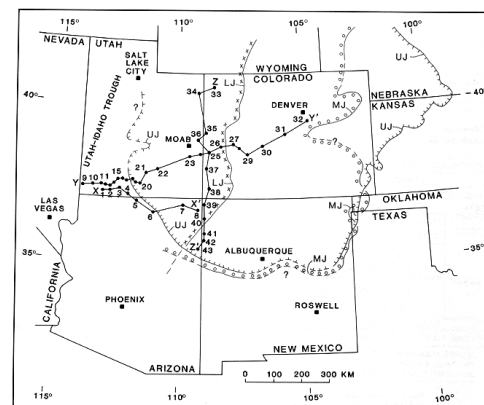 115°
110°
105°
100°
NEVADA
UTAH
SALT
LAKE
CITY
WYOMING
COLORADO
NEBRASKA
KANSAS
40°
40°
UTAH-IDAHO TROUGH
?
UJ
LJ
Z
33
34
DENVER
MJ
UJ
32
Y'
31
30
29
27
26
25
35
36
MOAB
23
22
21
20
15
11
10
9
Y
X
2
3
4
5
6
7
8
X'
37
LJ
38
39
40
41
42
43
Z'
UJ
?
MJ
?
MJ
OKLAHOMA
TEXAS
LAS
VEGAS
35°
35°
CALIFORNIA
PHOENIX
ALBUQUERQUE
ROSWELL
ARIZONA
NEW MEXICO
0 100 200 300 KM
115°
110°
105°
100°